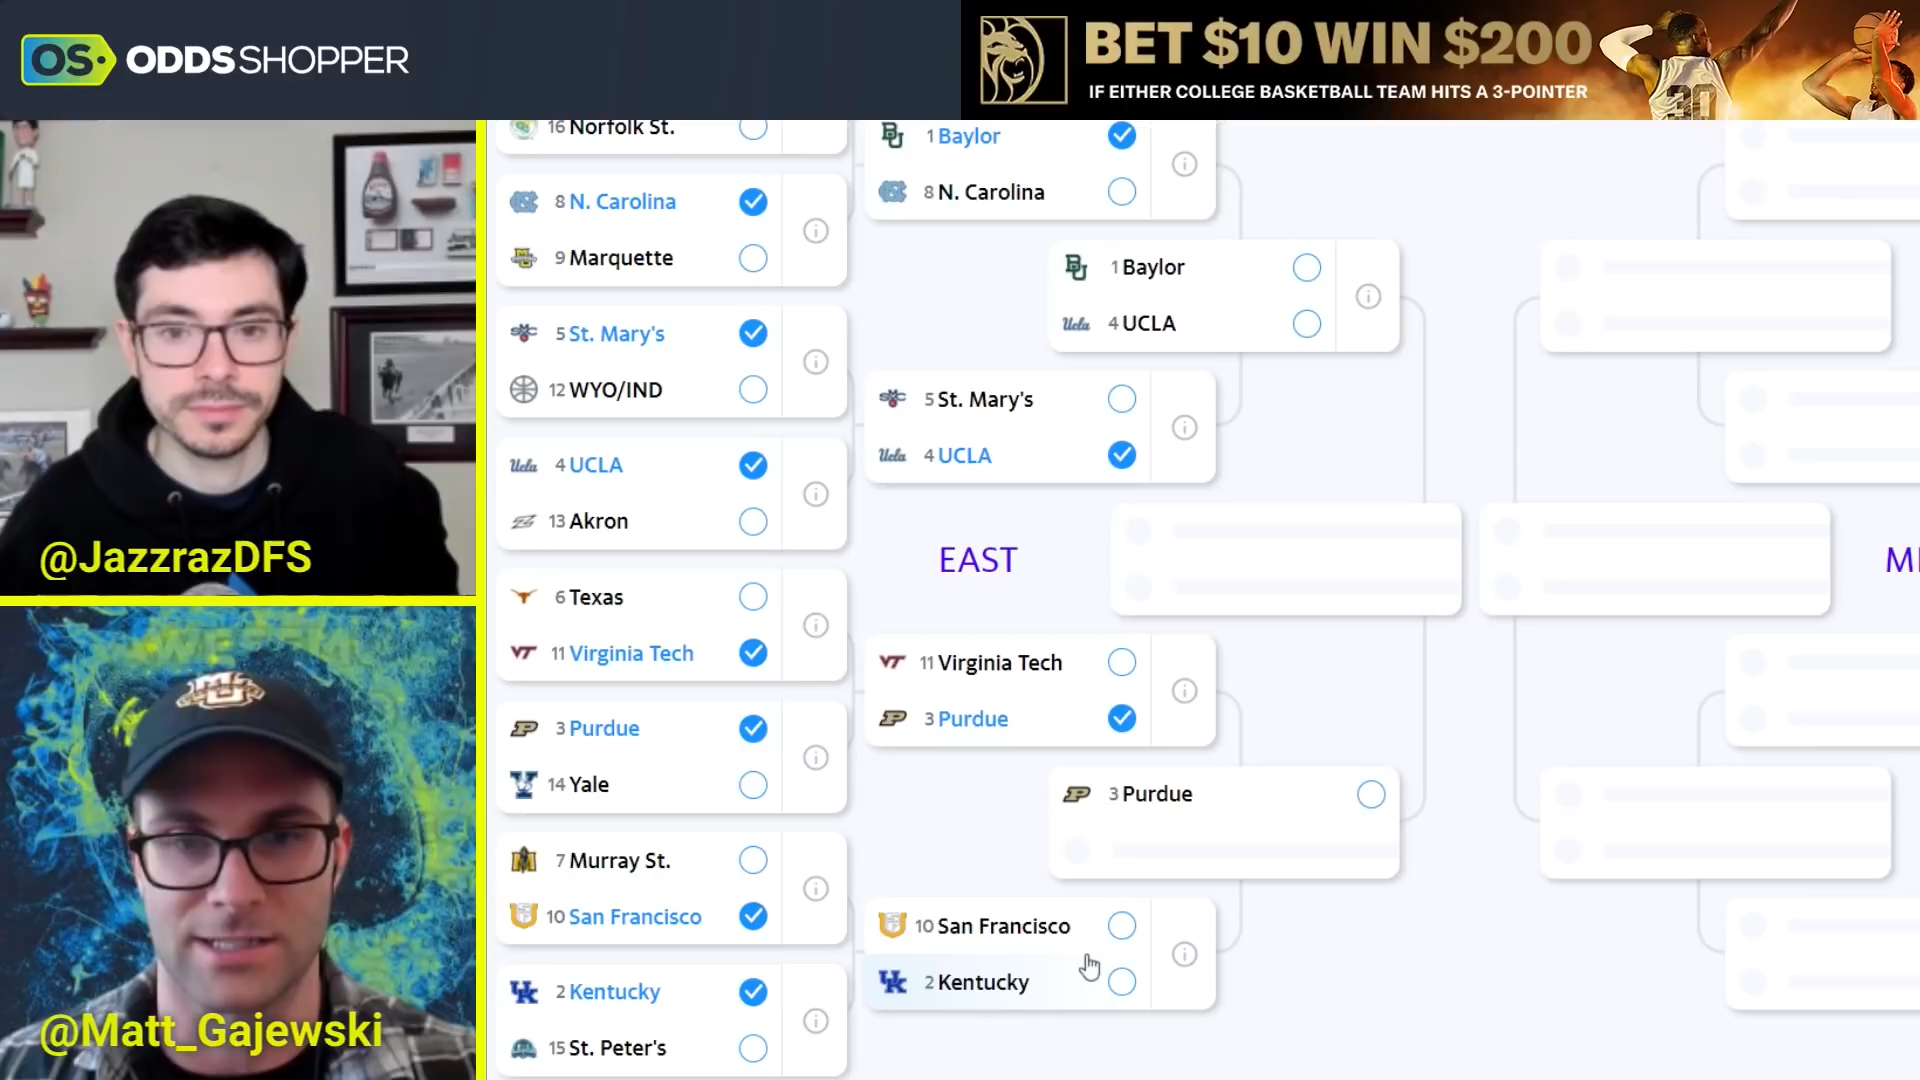 OS.
ODDSSHOPPER
BET $10 WIN $200
IF EITHER COLLEGE BASKETBALL TEAM HITS A 3-POINTER
@JazzrazDFS
@Matt_Gajewski
16 Norfolk St.
8 N. Carolina
9 Marquette
5 St. Mary's
12 WYO/IND
4 UCLA
13 Akron
6 Texas
11 Virginia Tech
3 Purdue
14 Yale
7 Murray St.
10 San Francisco
2 Kentucky
15 St. Peter's
1 Baylor
8 N. Carolina
5 St. Mary's
4 UCLA
EAST
11 Virginia Tech
3 Purdue
10 San Francisco
2 Kentucky
1 Baylor
4 UCLA
3 Purdue